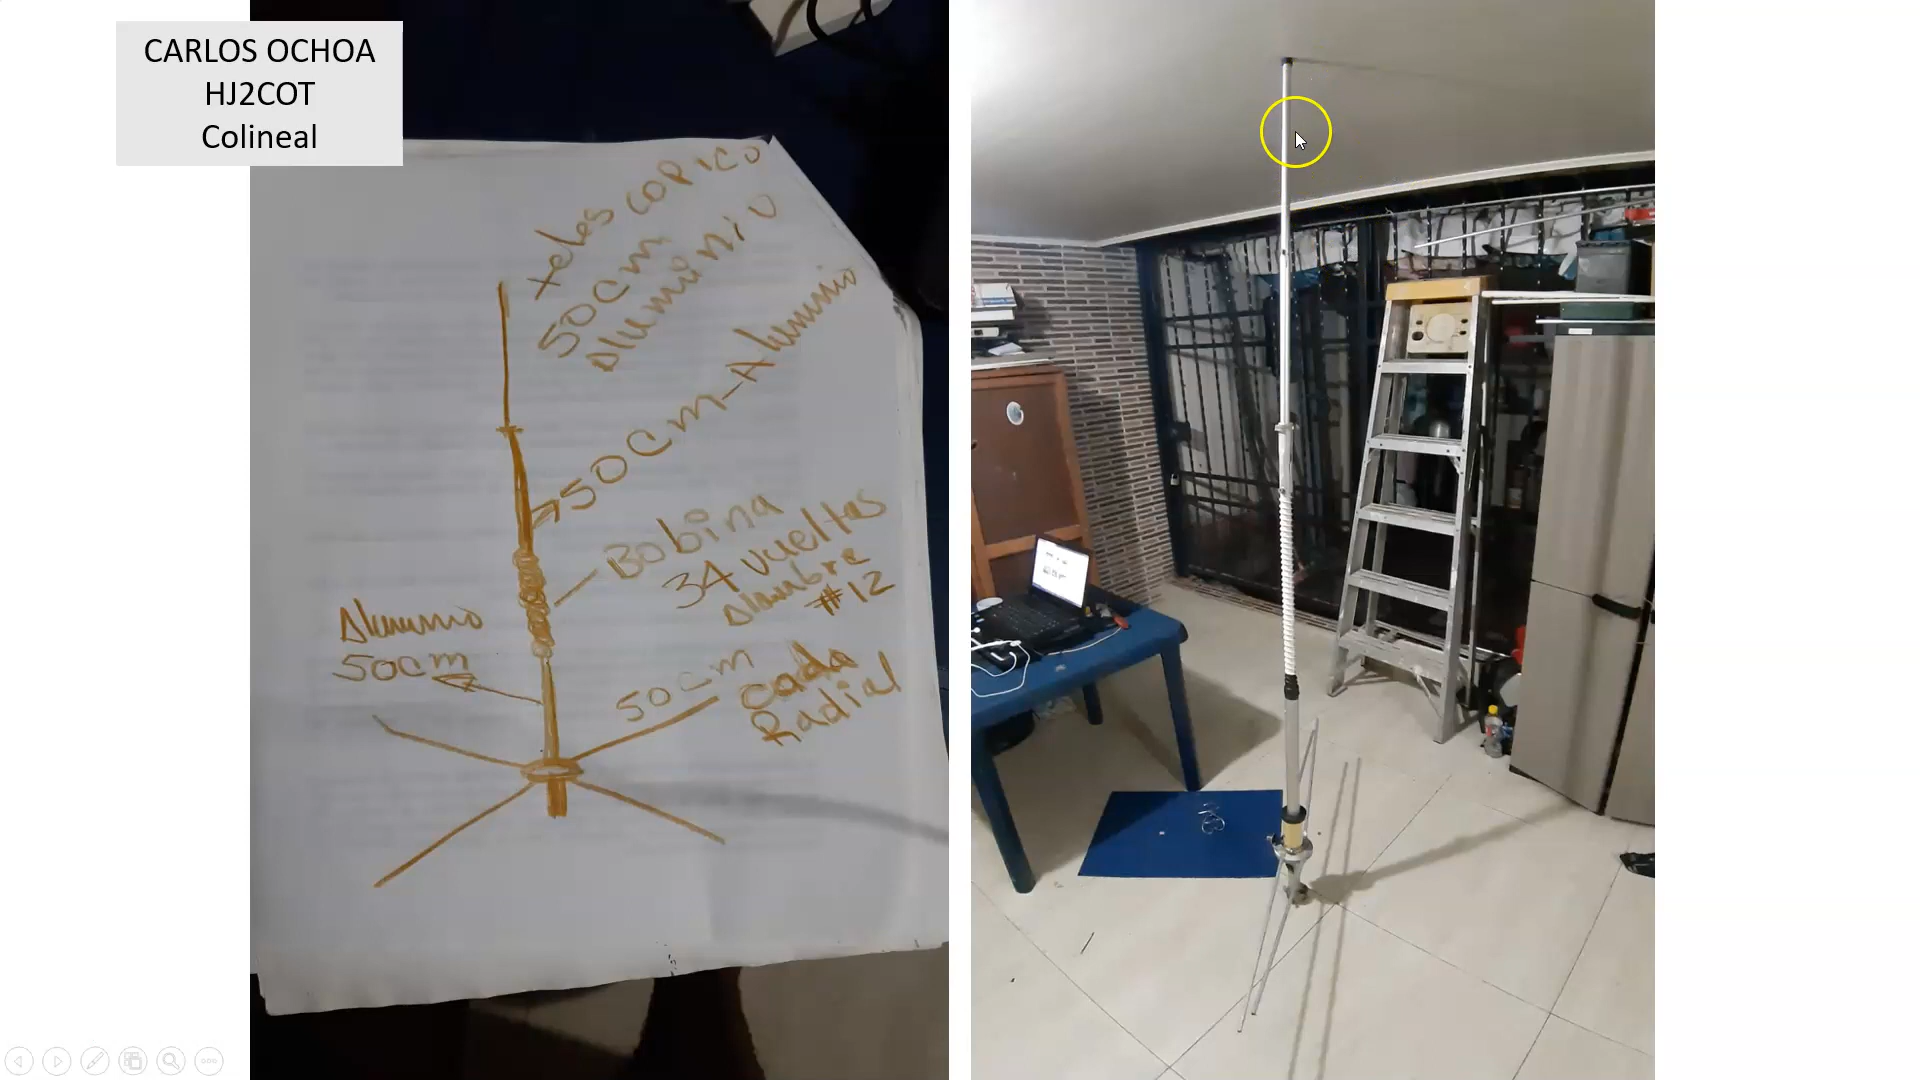 CARLOS OCHOA
HJ2COT
Colineal
telescopico
50cm
Aluminio
50cm-Aluminio
Bobina
34 vueltas
Alambre
#12
Aluminio
50cm
50cm
cada
Radial